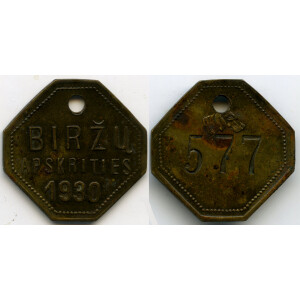 BIRŽŲ
APSKRITIES
1930
577